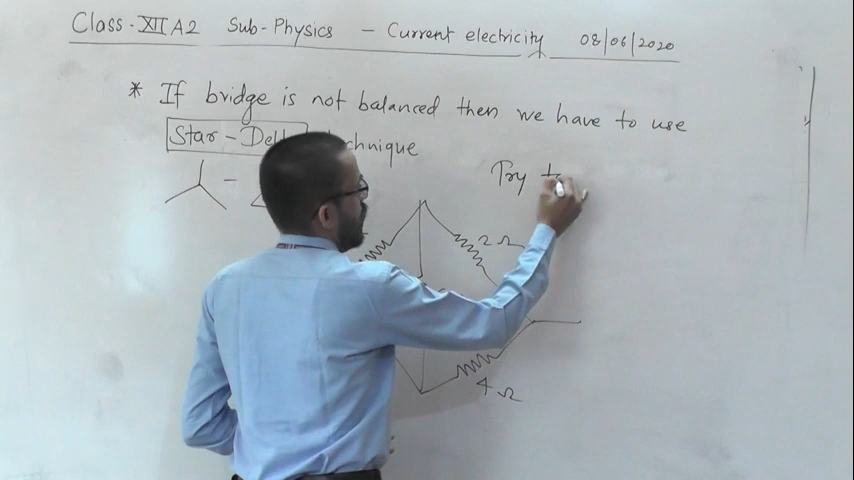 Class-XII A2 Sub-Physics - Current electricity 08/06/2020
* If bridge is not balanced then we have to use
Star-Del
Try
2Ω
4Ω